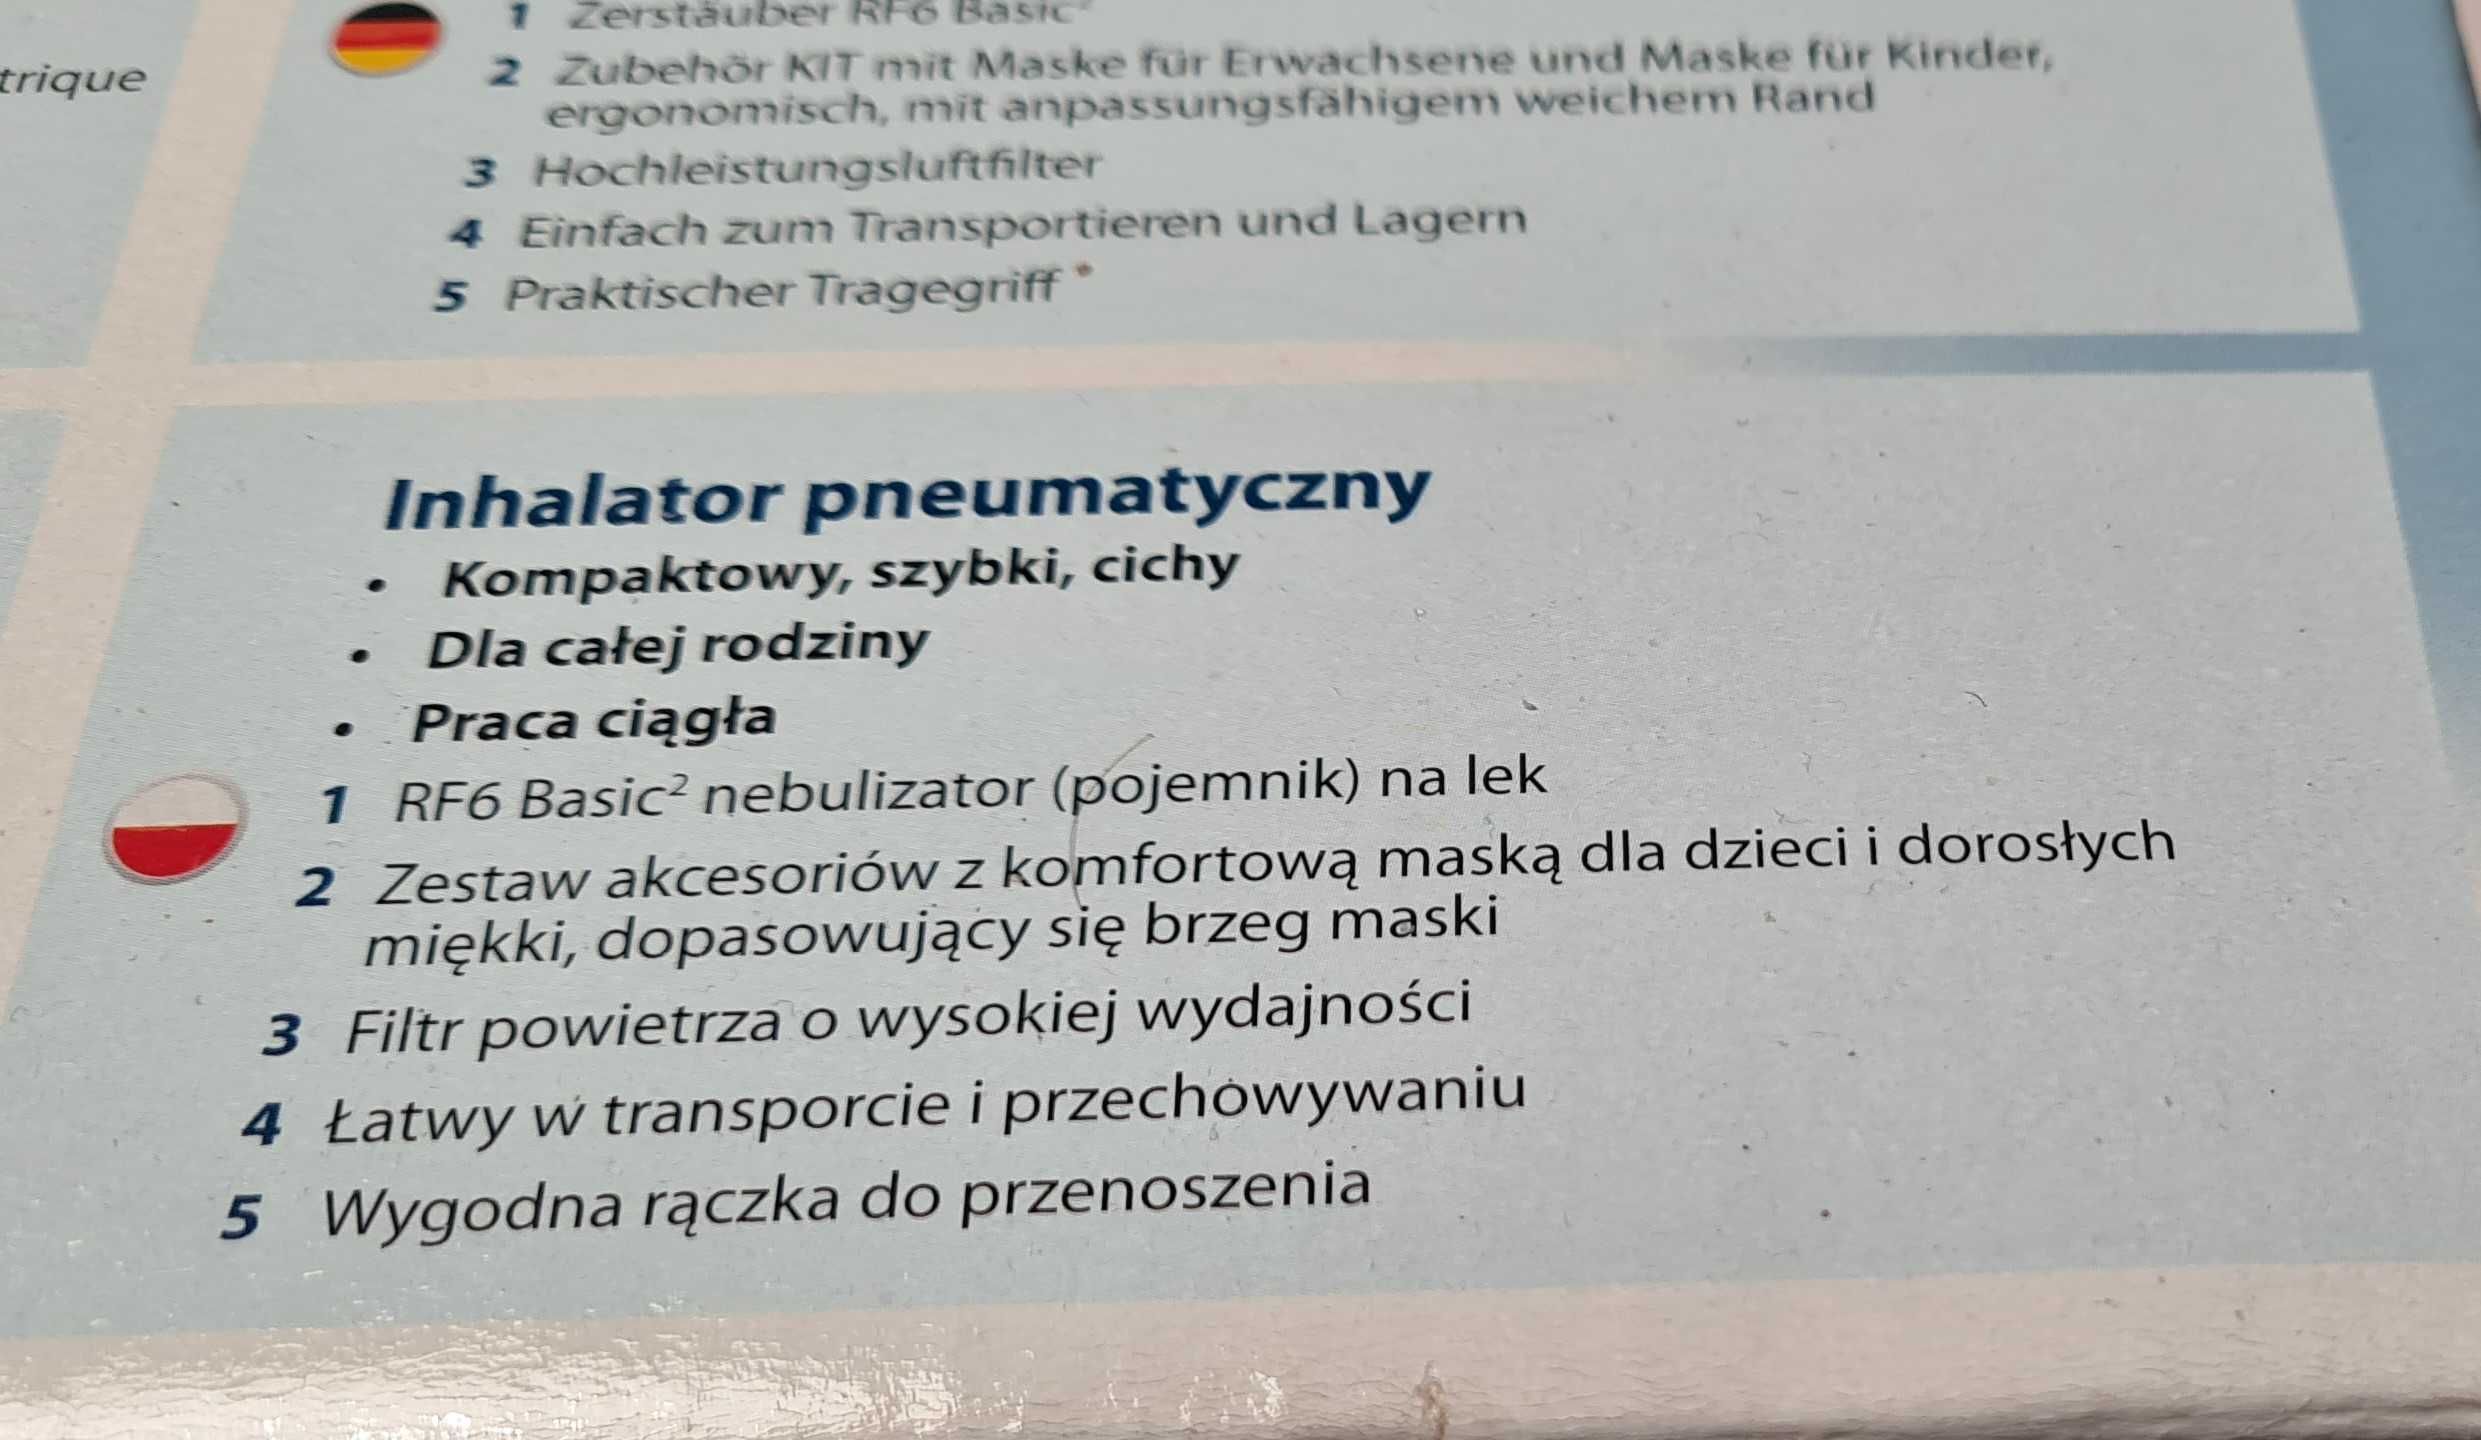 trique
1 Zerstäuber RF6 Basic²
2 Zubehör KIT mit Maske für Erwachsene und Maske für Kinder,
ergonomisch, mit anpassungsfähigem weichem Rand
3 Hochleistungsluftfilter
4 Einfach zum Transportieren und Lagern
5 Praktischer Tragegriff
Inhalator pneumatyczny
• Kompaktowy, szybki, cichy
• Dla całej rodziny
• Praca ciągła
1 RF6 Basic² nebulizator (pojemnik) na lek
2 Zestaw akcesoriów z komfortową maską dla dzieci i dorosłych
miękki, dopasowujący się brzeg maski
3 Filtr powietrza o wysokiej wydajności
4 Łatwy w transporcie i przechowywaniu
5 Wygodna rączka do przenoszenia